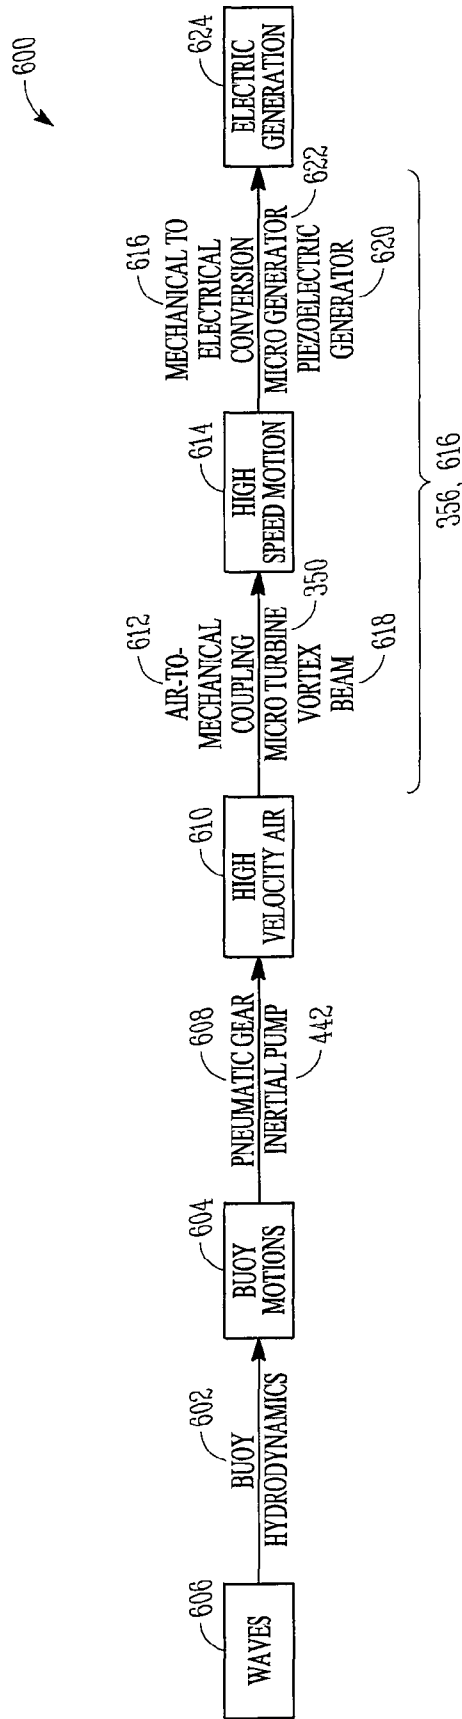 600
606
WAVES
602
BUOY
HYDRODYNAMICS
604
BUOY
MOTIONS
608
PNEUMATIC GEAR
INERTIAL PUMP
442
610
HIGH
VELOCITY AIR
612
AIR-TO-
MECHANICAL
COUPLING
MICRO TURBINE
350
VORTEX
BEAM
618
614
HIGH
SPEED MOTION
616
MECHANICAL TO
ELECTRICAL
CONVERSION
MICRO GENERATOR
622
PIEZOELECTRIC
GENERATOR
620
624
ELECTRIC
GENERATION
356, 616